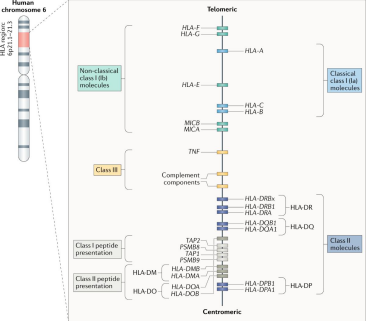 Human
chromosome 6
HLA region:
6p21.1–21.3
Telomeric
HLA-F
HLA-G
HLA-A
Non-classical
class I (Ib)
molecules
Classical
class I (Ia)
molecules
HLA-E
HLA-C
HLA-B
MICB
MICA
TNF
Class III
Complement
components
HLA-DRBx
HLA-DRB1
HLA-DRA
HLA-DR
HLA-DQB1
HLA-DQA1
HLA-DQ
Class II
molecules
Class I peptide
presentation
TAP2
PSMB8
TAP1
PSMB9
Class II peptide
presentation
HLA-DM
HLA-DMB
HLA-DMA
HLA-DO
HLA-DOA
HLA-DOB
HLA-DPB1
HLA-DPA1
HLA-DP
Centromeric